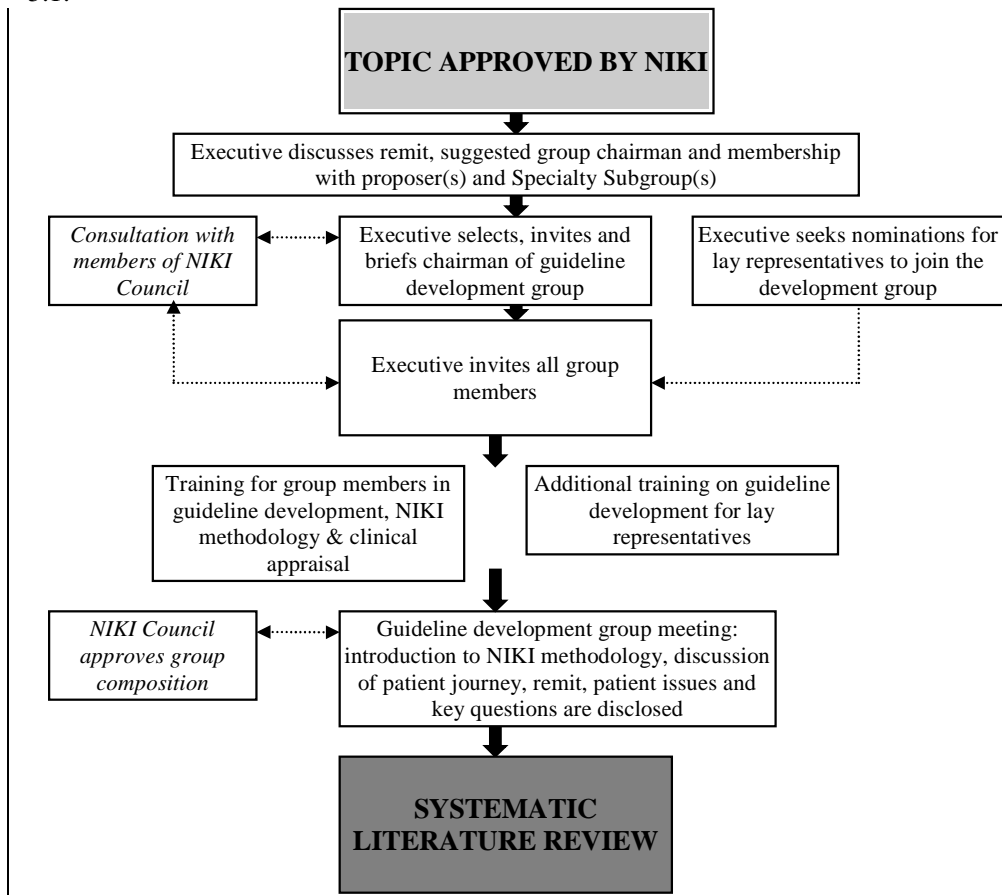 TOPIC APPROVED BY NIKI
Executive discusses remit, suggested group chairman and membership
with proposer(s) and Specialty Subgroup(s)
Consultation with
members of NIKI
Council
Executive selects, invites and
briefs chairman of guideline
development group
Executive seeks nominations for
lay representatives to join the
development group
Executive invites all group
members
Training for group members in
guideline development, NIKI
methodology & clinical
appraisal
Additional training on guideline
development for lay
representatives
NIKI Council
approves group
composition
Guideline development group meeting:
introduction to NIKI methodology, discussion
of patient journey, remit, patient issues and
key questions are disclosed
SYSTEMATIC
LITERATURE REVIEW